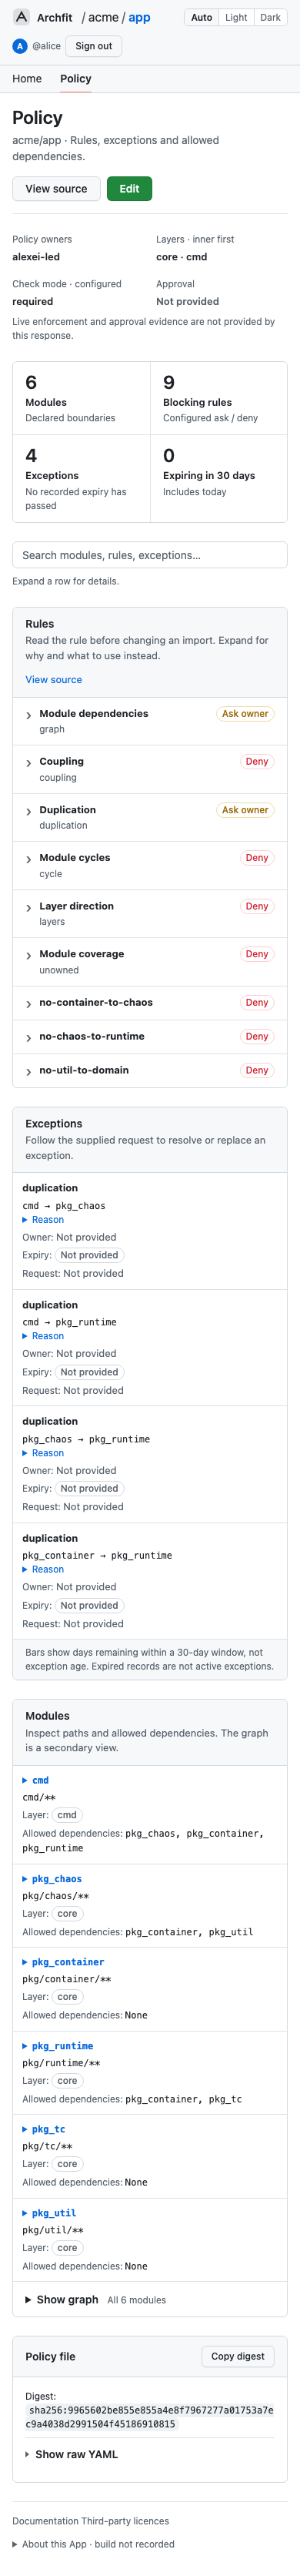 Archfit / acme / app
Auto Light Dark
A @alice Sign out
Home Policy
Policy
acme/app · Rules, exceptions and allowed
dependencies.
View source Edit
Policy owners
alexei-led
Layers · inner first
core · cmd
Check mode · configured
required
Approval
Not provided
Live enforcement and approval evidence are not provided by
this response.
6
Modules
Declared boundaries
9
Blocking rules
Configured ask / deny
4
Exceptions
No recorded expiry has
passed
0
Expiring in 30 days
Includes today
Search modules, rules, exceptions...
Expand a row for details.
Rules
Read the rule before changing an import. Expand for
why and what to use instead.
View source
Module dependencies Ask owner
graph
Coupling Deny
coupling
Duplication Ask owner
duplication
Module cycles Deny
cycle
Layer direction Deny
layers
Module coverage Deny
unowned
no-container-to-chaos Deny
no-chaos-to-runtime Deny
no-util-to-domain Deny
Exceptions
Follow the supplied request to resolve or replace an
exception.
duplication
cmd → pkg_chaos
Reason
Owner: Not provided
Expiry: Not provided
Request: Not provided
duplication
cmd → pkg_runtime
Reason
Owner: Not provided
Expiry: Not provided
Request: Not provided
duplication
pkg_chaos → pkg_runtime
Reason
Owner: Not provided
Expiry: Not provided
Request: Not provided
duplication
pkg_container → pkg_runtime
Reason
Owner: Not provided
Expiry: Not provided
Request: Not provided
Bars show days remaining within a 30-day window, not
exception age. Expired records are not active exceptions.
Modules
Inspect paths and allowed dependencies. The graph
is a secondary view.
cmd
cmd/**
Layer: cmd
Allowed dependencies: pkg_chaos, pkg_container,
pkg_runtime
pkg_chaos
pkg/chaos/**
Layer: core
Allowed dependencies: pkg_container, pkg_util
pkg_container
pkg/container/**
Layer: core
Allowed dependencies: None
pkg_runtime
pkg/runtime/**
Layer: core
Allowed dependencies: pkg_container, pkg_tc
pkg_tc
pkg/tc/**
Layer: core
Allowed dependencies: None
pkg_util
pkg/util/**
Layer: core
Allowed dependencies: None
Show graph All 6 modules
Policy file Copy digest
Digest:
sha256:9965602be855e855a4e8f7967277a01753a7e
c9a4038d2991504f45186910815
Show raw YAML
Documentation Third-party licences
About this App · build not recorded